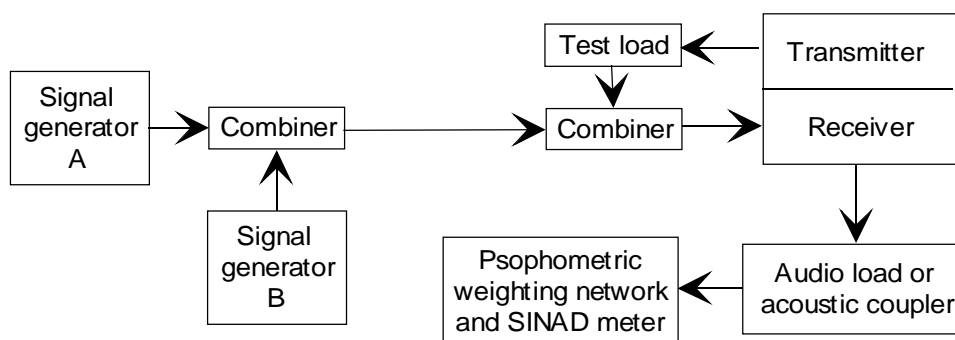 Test load
Transmitter
Signal
generator
A
Combiner
Combiner
Receiver
Signal
generator
B
Psophometric
weighting network
and SINAD meter
Audio load or
acoustic coupler